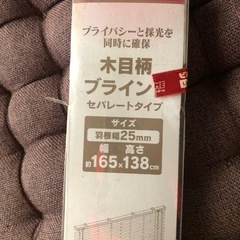 プライバシーと採光を
同時に確保
木目柄
ブライン
セパレートタイプ
サイズ
羽根幅25mm
幅 高さ
約165×138cm